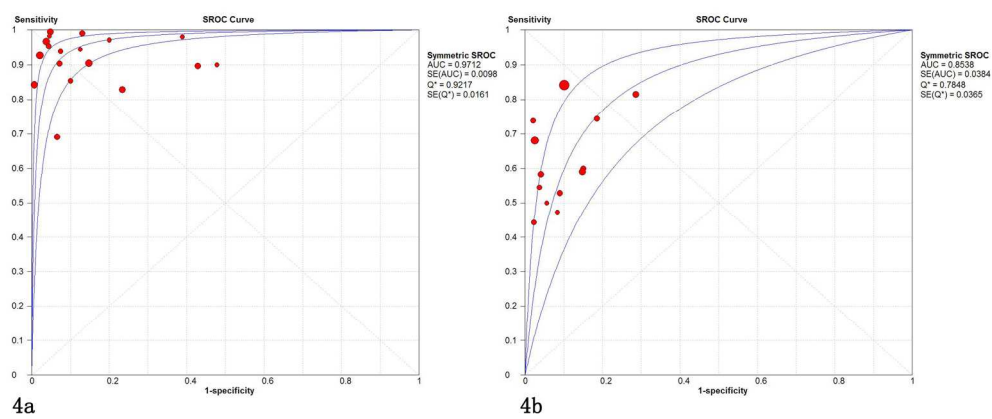 Sensitivity SROC Curve
1
0.9
0.8
0.7
0.6
0.5
0.4
0.3
0.2
0.1
0
0 0.2 0.4 0.6 0.8 1
1-specificity
Symmetric SROC
AUC = 0.9712
SE(AUC) = 0.0098
Q* = 0.9217
SE(Q*) = 0.0161
4a
Sensitivity SROC Curve
1
0.9
0.8
0.7
0.6
0.5
0.4
0.3
0.2
0.1
0
0 0.2 0.4 0.6 0.8 1
1-specificity
Symmetric SROC
AUC = 0.8538
SE(AUC) = 0.0384
Q* = 0.7848
SE(Q*) = 0.0365
4b